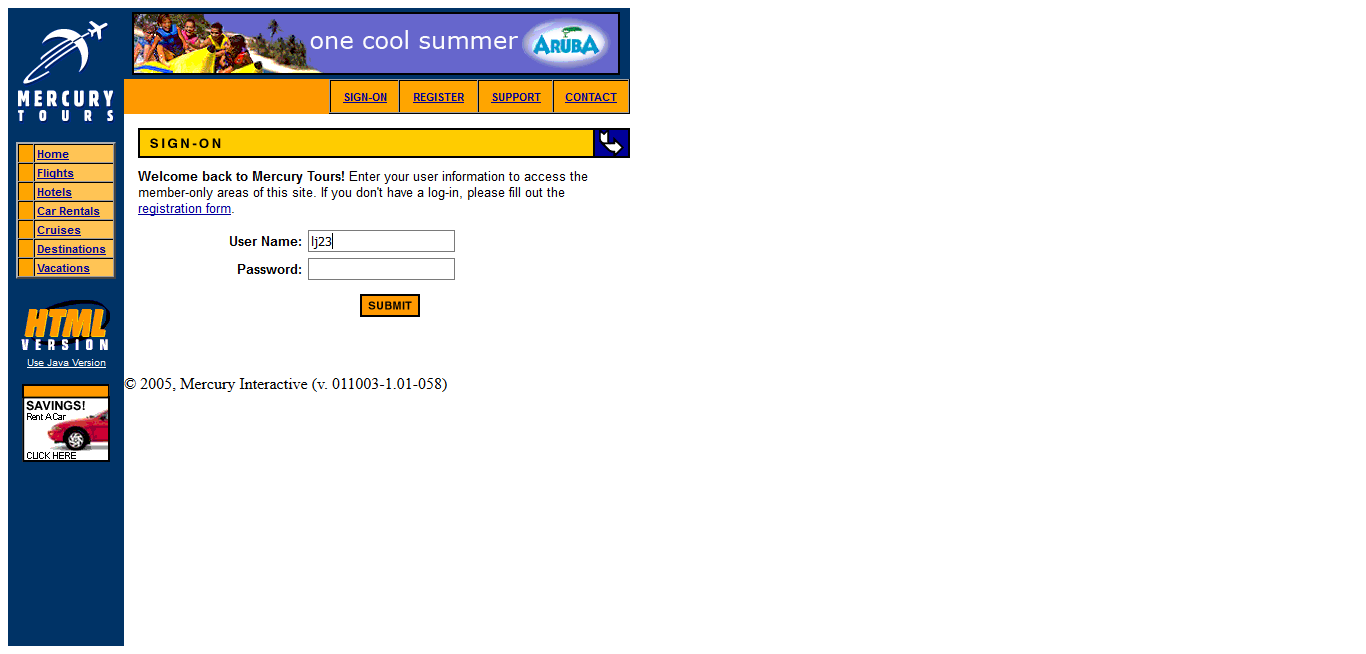 MERCURY
TOURS
one cool summer ARUBA
SIGN-ON REGISTER SUPPORT CONTACT
Home
Flights
Hotels
Car Rentals
Cruises
Destinations
Vacations
HTML
VERSION
Use Java Version
SAVINGS!
Rent A Car
CLICK HERE
SIGN-ON
Welcome back to Mercury Tours! Enter your user information to access the
member-only areas of this site. If you don't have a log-in, please fill out the
registration form.
User Name: lj23
Password:
SUBMIT
© 2005, Mercury Interactive (v. 011003-1.01-058)